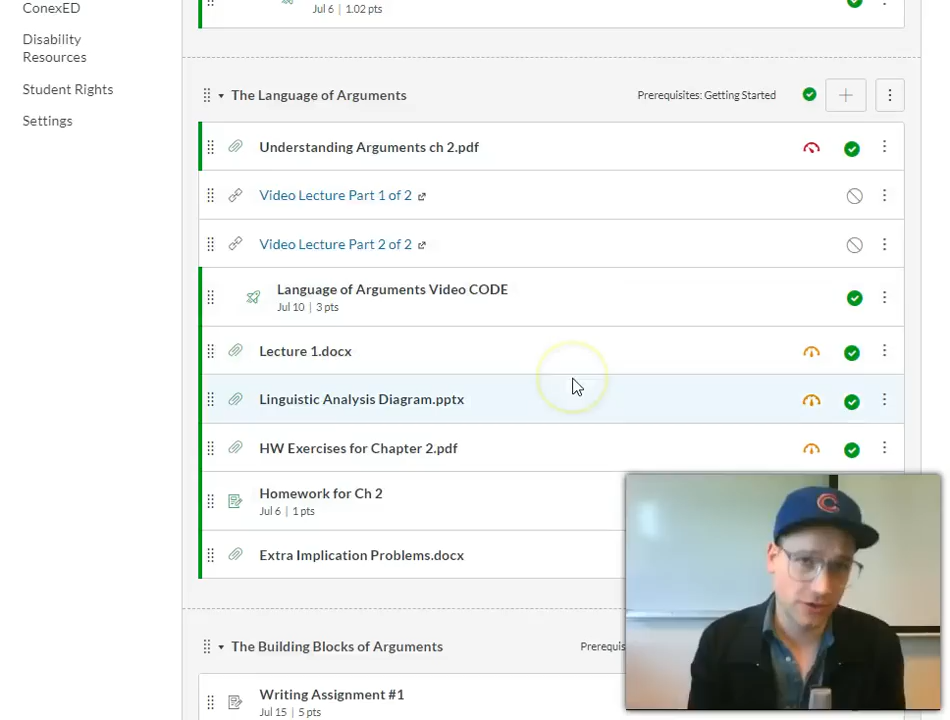 ConexED
Jul 6 | 1.02 pts
Disability
Resources
Student Rights
Settings
The Language of Arguments
Prerequisites: Getting Started
Understanding Arguments ch 2.pdf
Video Lecture Part 1 of 2
Video Lecture Part 2 of 2
Language of Arguments Video CODE
Jul 10 | 3 pts
Lecture 1.docx
Linguistic Analysis Diagram.pptx
HW Exercises for Chapter 2.pdf
Homework for Ch 2
Jul 6 | 1 pts
Extra Implication Problems.docx
The Building Blocks of Arguments
Prerequis
Writing Assignment #1
Jul 15 | 5 pts
C